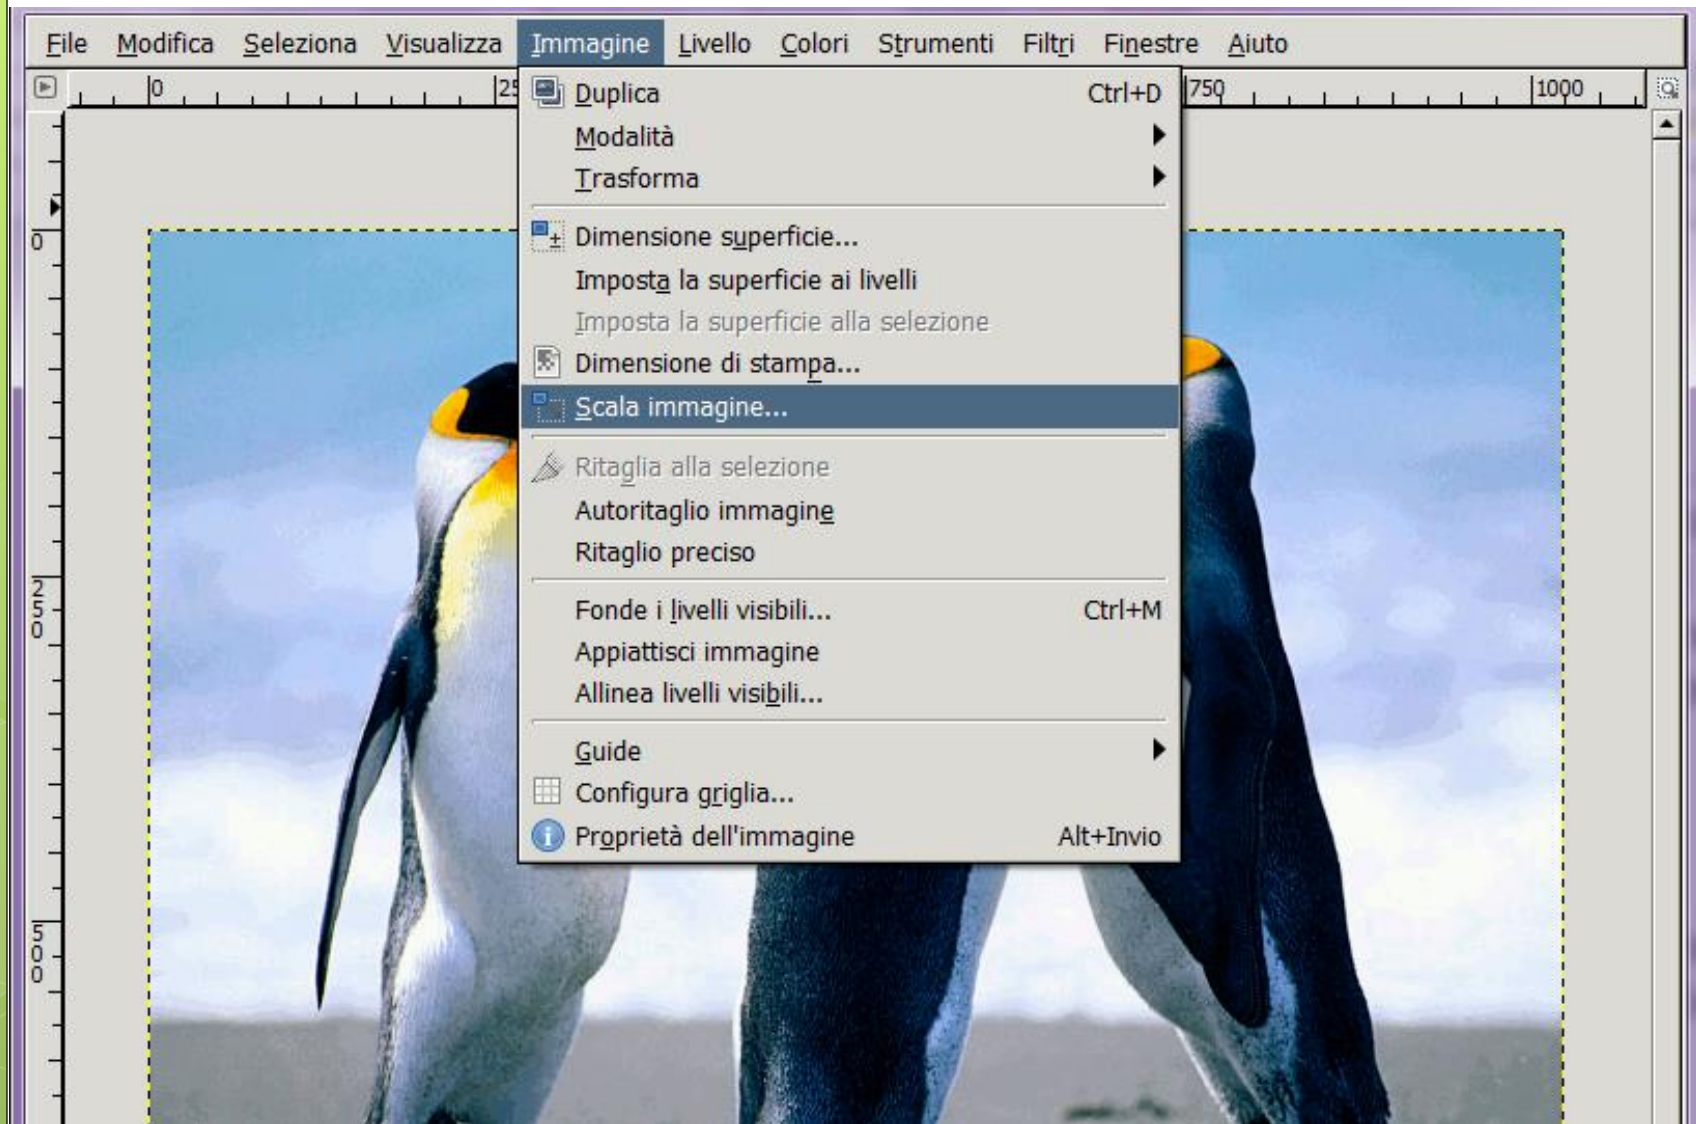 File Modifica Seleziona Visualizza Immagine Livello Colori Strumenti Filtri Finestre Aiuto
0 25 750 1000
Duplica Ctrl+D
Modalità
Trasforma
0
Dimensione superficie...
Imposta la superficie ai livelli
Imposta la superficie alla selezione
Dimensione di stampa...
Scala immagine...
Ritaglia alla selezione
Autoritaglio immagine
Ritaglio preciso
250
Fonde i livelli visibili... Ctrl+M
Appiattisci immagine
Allinea livelli visibili...
Guide
Configura griglia...
Proprietà dell'immagine Alt+Invio
500